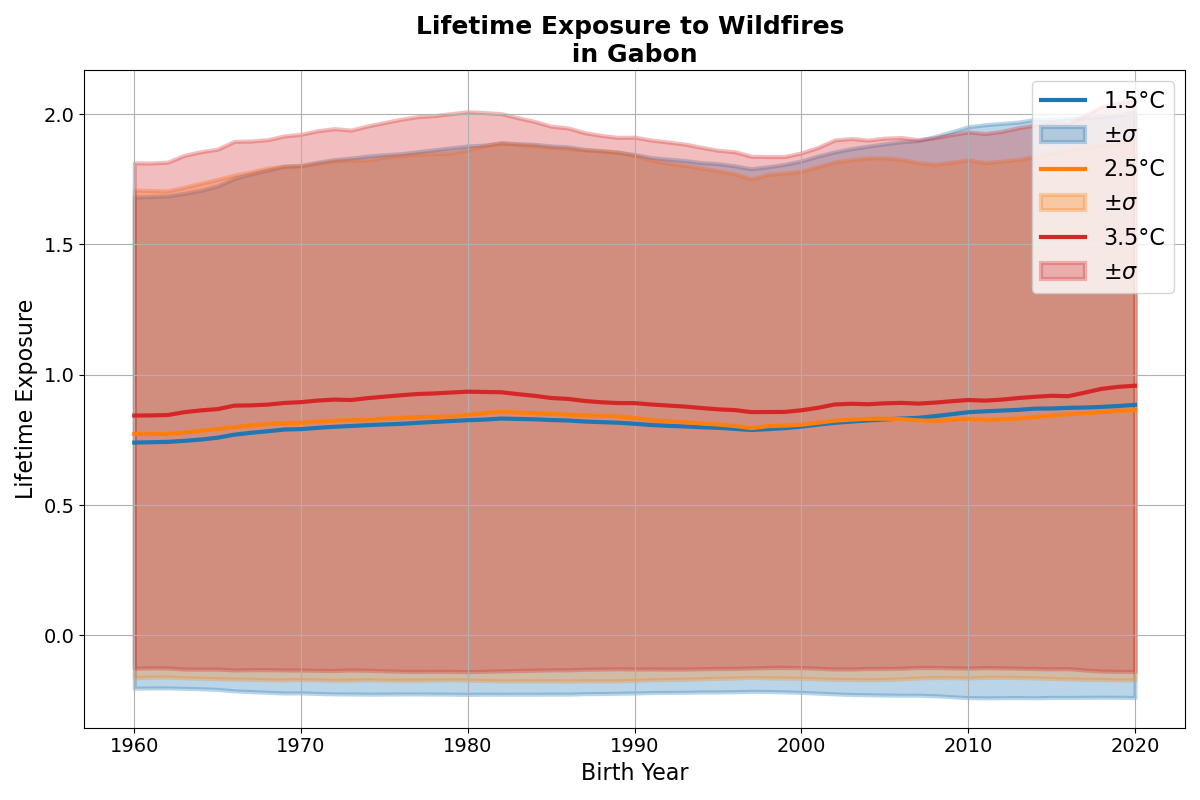 Lifetime Exposure to Wildfires
in Gabon
1.5°C
±σ
2.5°C
±σ
3.5°C
±σ
Lifetime Exposure
2.0
1.5
1.0
0.5
0.0
1960
1970
1980
1990
2000
2010
2020
Birth Year